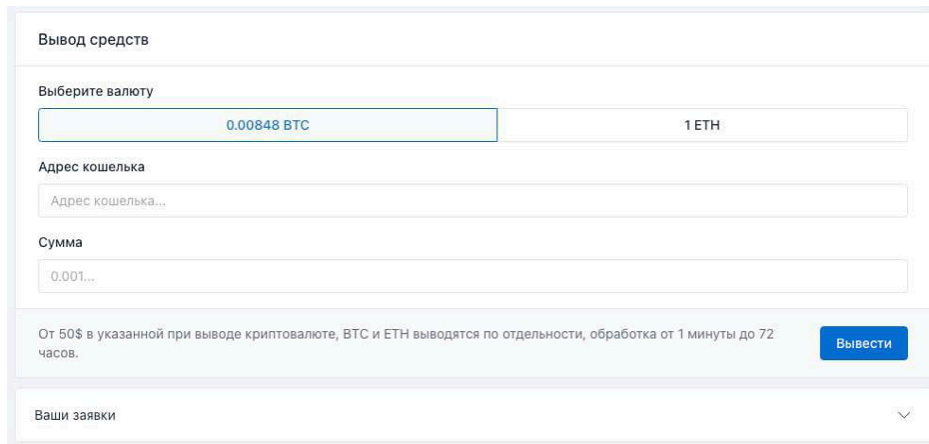 Вывод средств
Выберите валюту
0.00848 BTC
1 ETH
Адрес кошелька
Адрес кошелька...
Сумма
0.001...
От 50$ в указанной при выводе криптовалюте, BTC и ETH выводятся по отдельности, обработка от 1 минуты до 72
часов.
Вывести
Ваши заявки